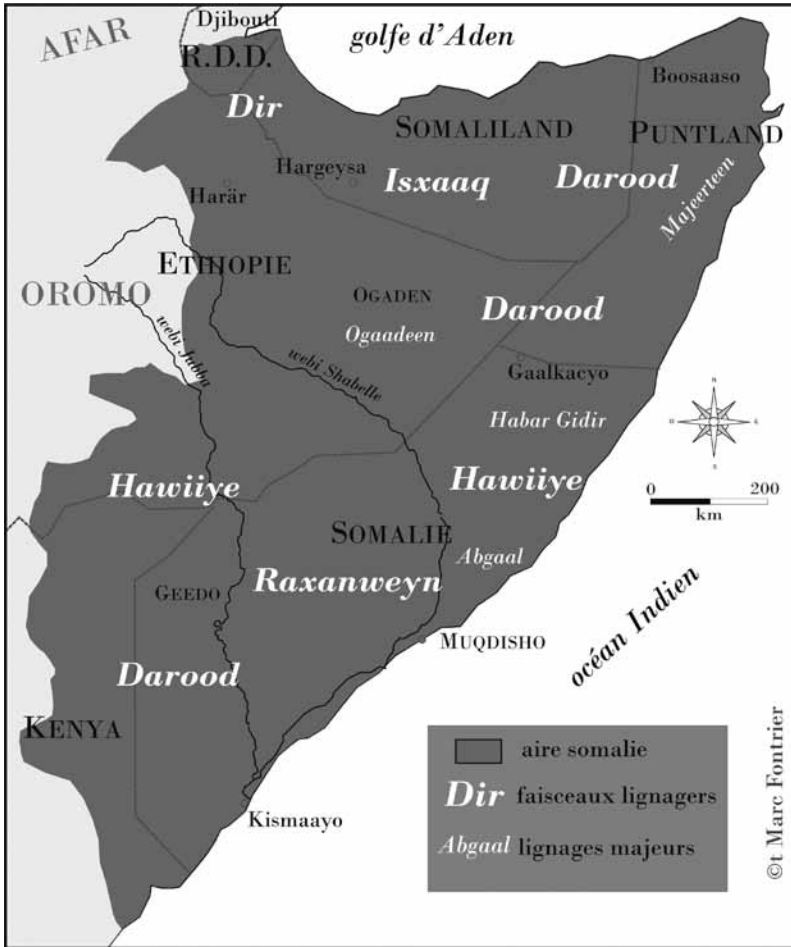 Djibouti
AFAR
golfe d'Aden
R.D.D.
Boosaaso
Dir
SOMALILAND
PUNTLAND
Hargeysa
Isxaaq
Darood
Majeerteen
Harär
ETHIOPIE
OROMO
OGADEN
Darood
Ogaadeen
webi Jubba
webi Shabelle
Gaalkacyo
Habar Gidir
N
O E
S
Hawiiye
Hawiiye
0 200
km
SOMALIE
Abgaal
Raxanweyn
GEEDO
océan Indien
MUQDISHO
Darood
KENYA
aire somalie
Dir faisceaux lignagers
Kismaayo
Abgaal lignages majeurs
©t Marc Fontrier